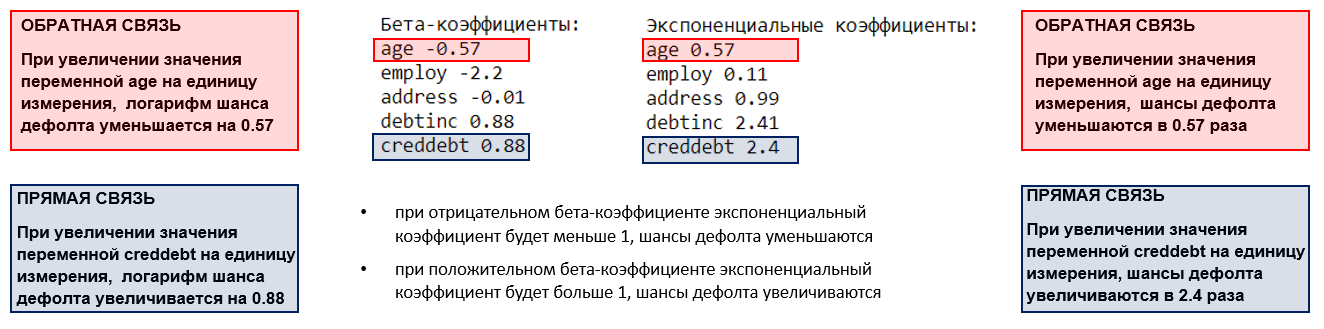 ОБРАТНАЯ СВЯЗЬ
При увеличении значения
переменной age на единицу
измерения, логарифм шанса
дефолта уменьшается на 0.57
ПРЯМАЯ СВЯЗЬ
При увеличении значения
переменной creddebt на единицу
измерения, логарифм шанса
дефолта увеличивается на 0.88
Бета-коэффициенты:
age -0.57
employ -2.2
address -0.01
debtinc 0.88
creddebt 0.88
Экспоненциальные коэффициенты:
age 0.57
employ 0.11
address 0.99
debtinc 2.41
creddebt 2.4
• при отрицательном бета-коэффициенте экспоненциальный
коэффициент будет меньше 1, шансы дефолта уменьшаются
• при положительном бета-коэффициенте экспоненциальный
коэффициент будет больше 1, шансы дефолта увеличиваются
ОБРАТНАЯ СВЯЗЬ
При увеличении значения
переменной age на единицу
измерения, шансы дефолта
уменьшаются в 0.57 раза
ПРЯМАЯ СВЯЗЬ
При увеличении значения
переменной creddebt на единицу
измерения, шансы дефолта
увеличиваются в 2.4 раза